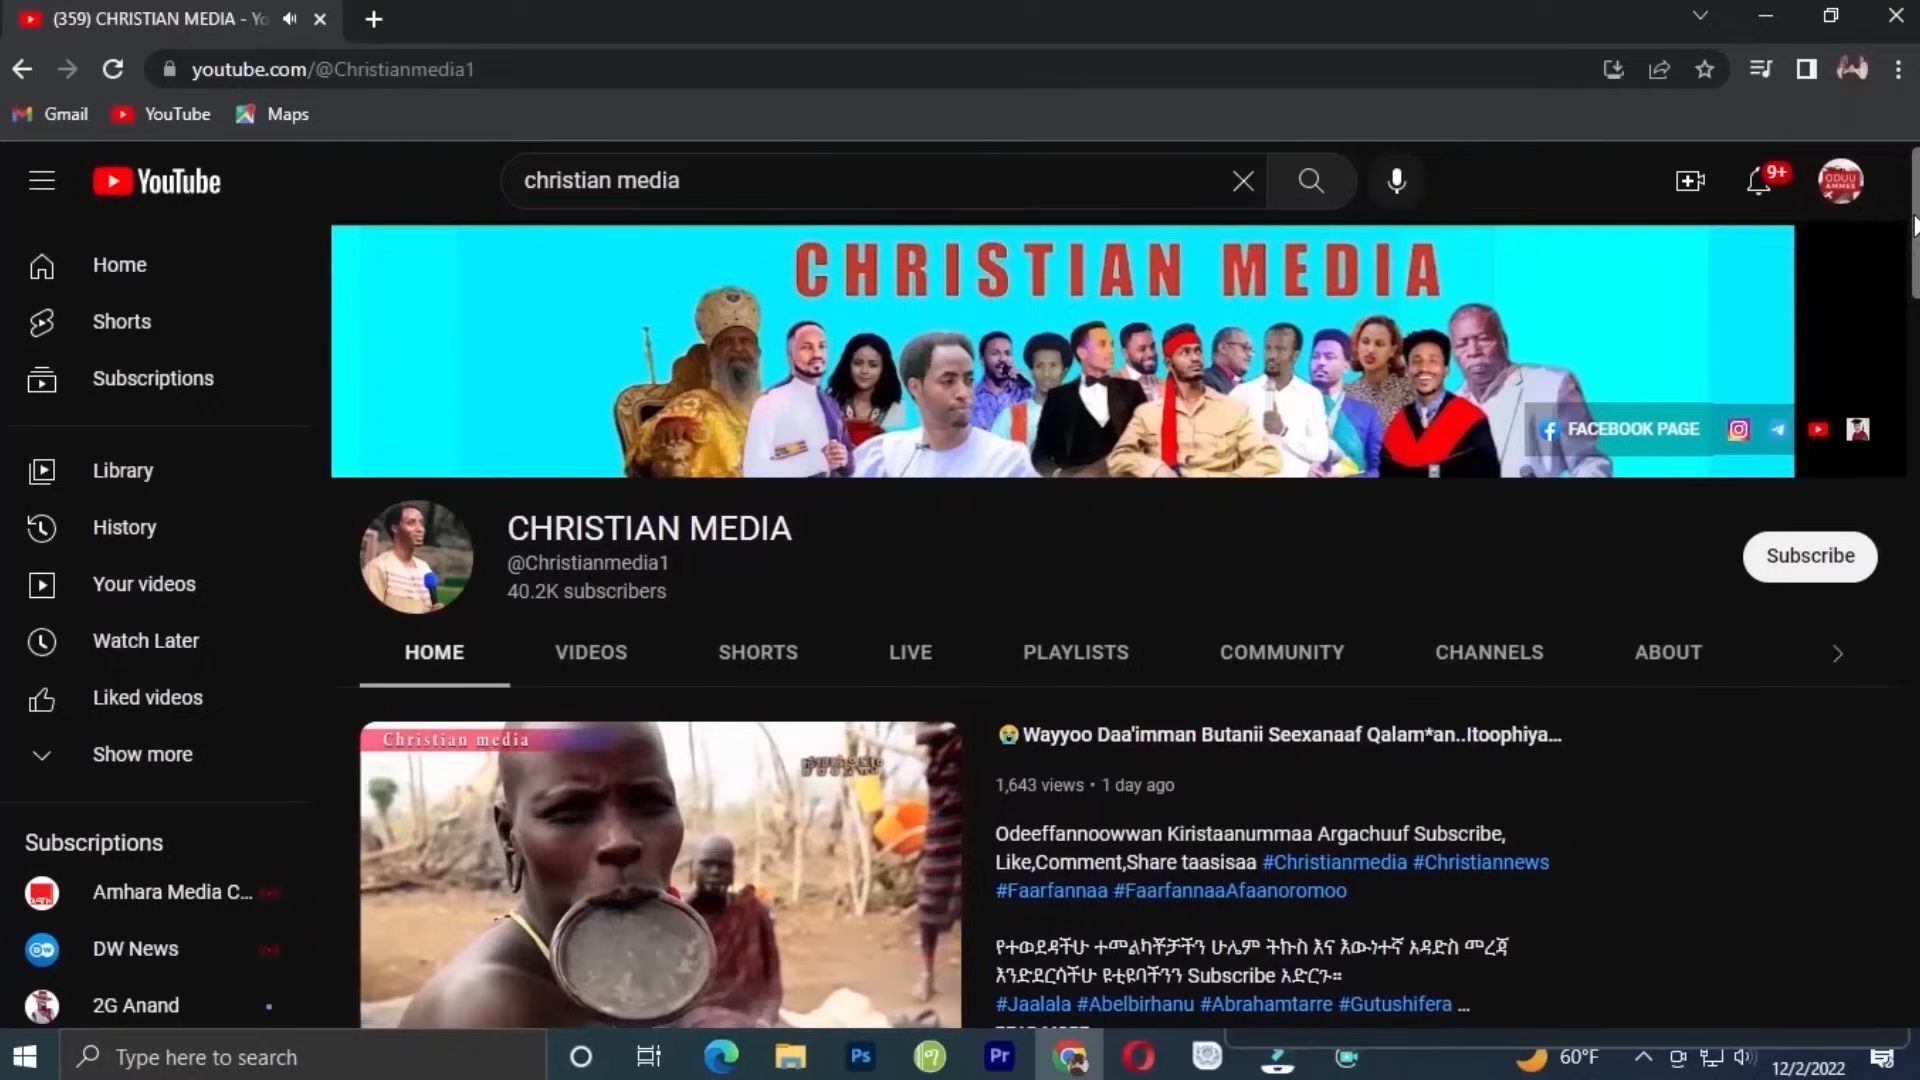 (359) CHRISTIAN MEDIA - Yo
youtube.com/@Christianmedia1
Gmail YouTube Maps
YouTube
christian media
9+
ODUU
Home
Shorts
Subscriptions
Library
History
Your videos
Watch Later
Liked videos
Show more
Subscriptions
Amhara Media C...
DW News
2G Anand
CHRISTIAN MEDIA
FACEBOOK PAGE
CHRISTIAN MEDIA
@Christianmedia1
40.2K subscribers
Subscribe
HOME VIDEOS SHORTS LIVE PLAYLISTS COMMUNITY CHANNELS ABOUT
Christian media
😭Wayyoo Daa'imman Butanii Seexanaaf Qalam*an..Itoophiya...
1,643 views • 1 day ago
Odeeffannoowwan Kiristaanummaa Argachuuf Subscribe,
Like,Comment,Share taasisaa #Christianmedia #Christiannews
#Faarfannaa #FaarfannaaAfaanoromoo
የተወደዳችሁ ተመልካቾቻችን ሁሌም ትኩስ እና እውነተኛ አዳድስ መረጃ
እንድደርሳችሁ ዩቲዩባችንን Subscribe አድርጉ።
#Jaalala #Abelbirhanu #Abrahamtarre #Gutushifera ...
Type here to search
Ps
Pr
60°F
12/2/2022